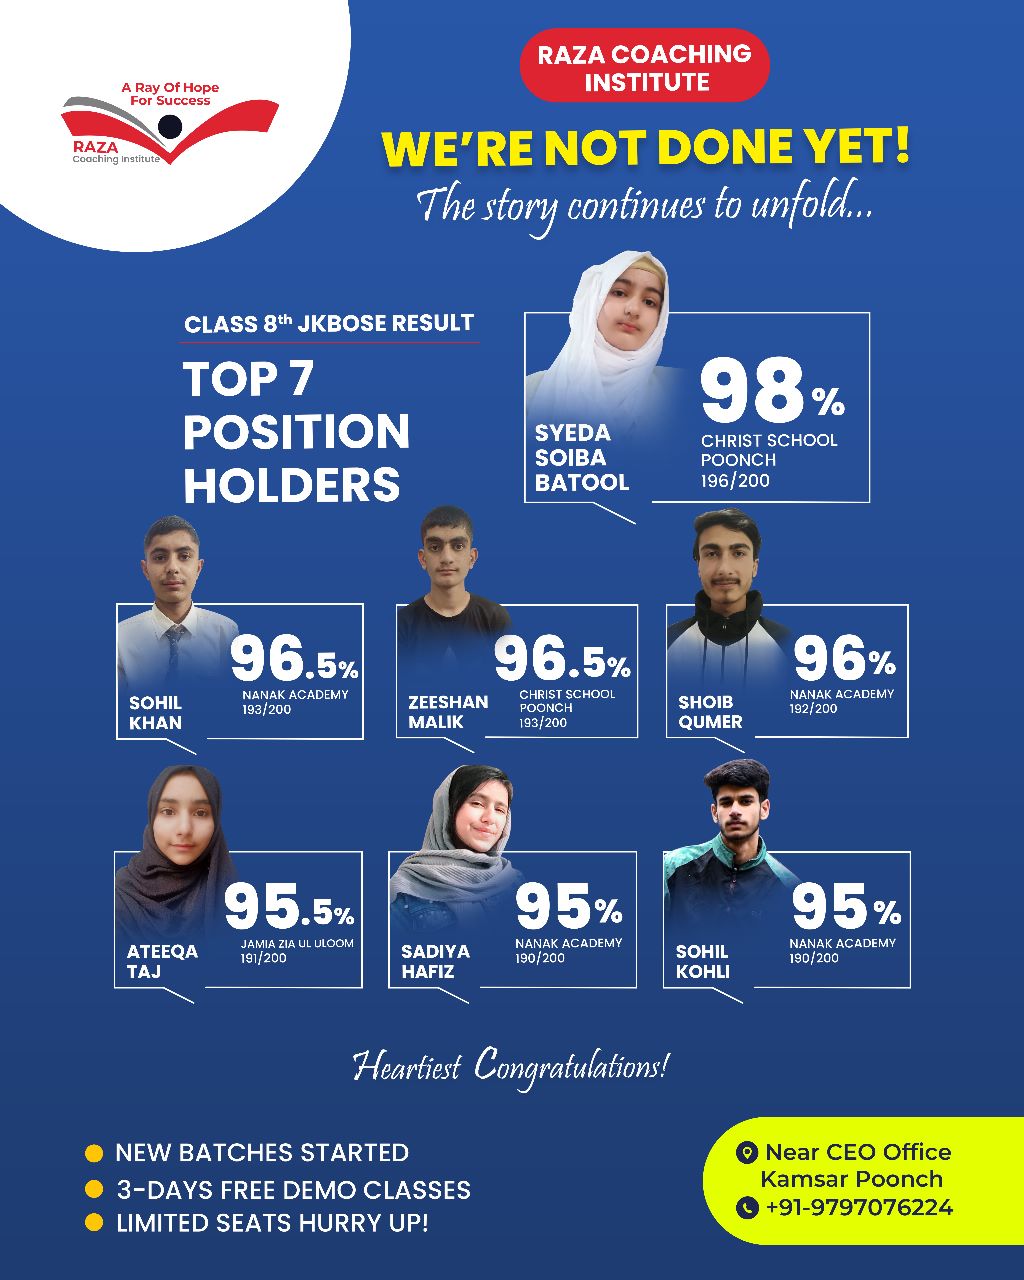 A Ray Of Hope
For Success
RAZA
Coaching Institute
RAZA COACHING
INSTITUTE
WE'RE NOT DONE YET!
The story continues to unfold...
CLASS 8th JKBOSE RESULT
TOP 7
POSITION
HOLDERS
SYEDA
SOIBA
BATOOL
98%
CHRIST SCHOOL
POONCH
196/200
SOHIL
KHAN
96.5%
NANAK ACADEMY
193/200
ZEESHAN
MALIK
96.5%
CHRIST SCHOOL
POONCH
193/200
SHOIB
QUMER
96%
NANAK ACADEMY
192/200
ATEEQA
TAJ
95.5%
JAMIA ZIA UL ULOOM
191/200
SADIYA
HAFIZ
95%
NANAK ACADEMY
190/200
SOHIL
KOHLI
95%
NANAK ACADEMY
190/200
Heartiest Congratulations!
NEW BATCHES STARTED
3-DAYS FREE DEMO CLASSES
LIMITED SEATS HURRY UP!
Near CEO Office
Kamsar Poonch
+91-9797076224